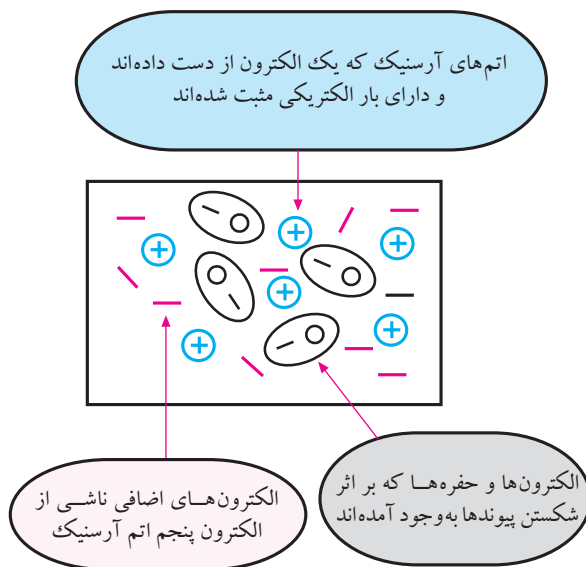 اتم‌های آرسنیک که یک الکترون از دست داده‌اند
و دارای بار الکتریکی مثبت شده‌اند
الکترون‌ها و حفره‌هـا که بر اثر
شکستن پیوندها به‌وجود آمده‌اند
الکترون‌هـای اضافی ناشـی از
الکترون پنجم اتم آرسنیک